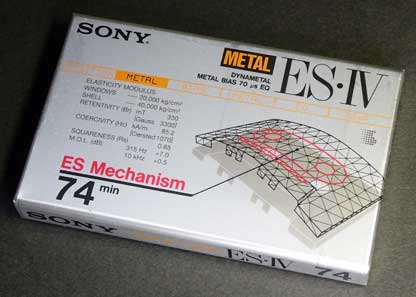 SONY
METAL
DYNAMETAL
METAL BIAS 70 μs EQ
ES·IV
METAL
ELASTICITY MODULUS
WINDOWS ---- 20,000 kg/cm²
SHELL ---- 40,000 kg/cm²
RETENTIVITY (Br) mT 330
[Gauss 3300]
COERCIVITY (Hc) kA/m 85.2
[Oersted 1070]
SQUARENESS (Rs) 0.85
M.O.L. (dB)
315 Hz +7.0
10 kHz +0.5
ES Mechanism
74 min
SONY
ES·IV
74